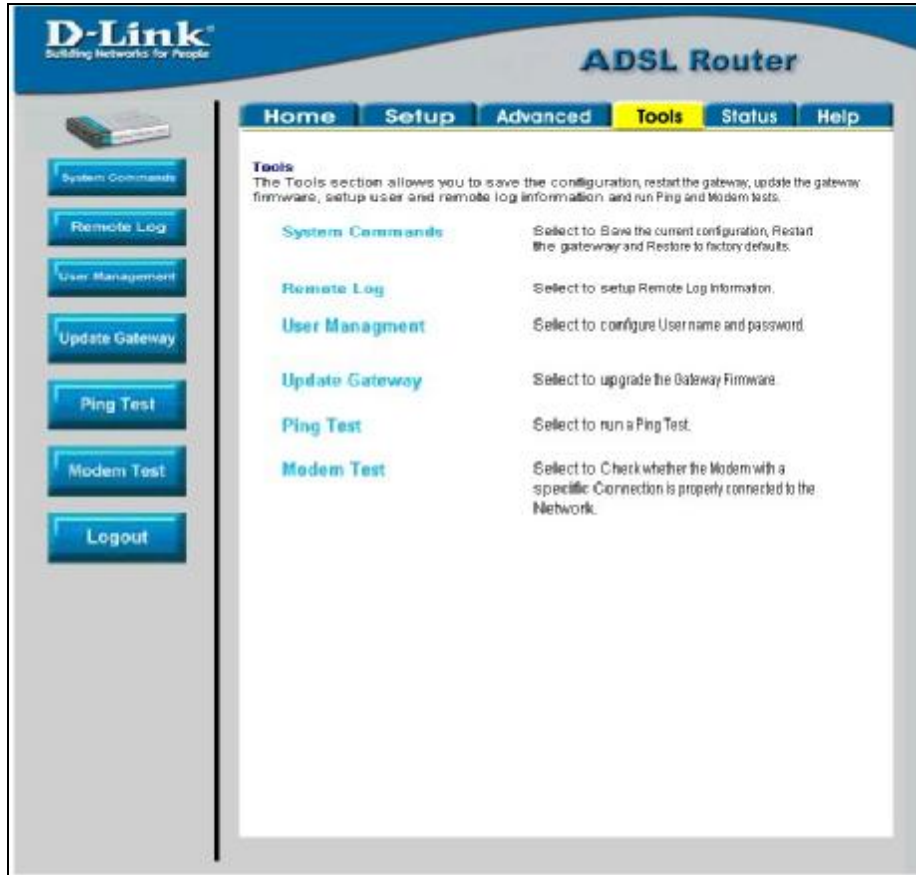 D-Link
Building Networks for People
ADSL Router
Home Setup Advanced Tools Status Help
System Commands
Remote Log
User Management
Update Gateway
Ping Test
Modem Test
Logout
Tools
The Tools section allows you to save the configuration, restart the gateway, update the gateway
firmware, setup user and remote log information and run Ping and Modem tests.
System Commands
Select to Save the current configuration, Restart
the gateway and Restore to factory defaults.
Remote Log
Select to setup Remote Log Information.
User Managment
Select to configure User name and password.
Update Gateway
Select to upgrade the Gateway Firmware.
Ping Test
Select to run a Ping Test.
Modem Test
Select to Check whether the Modem with a
specific Connection is properly connected to the
Network.